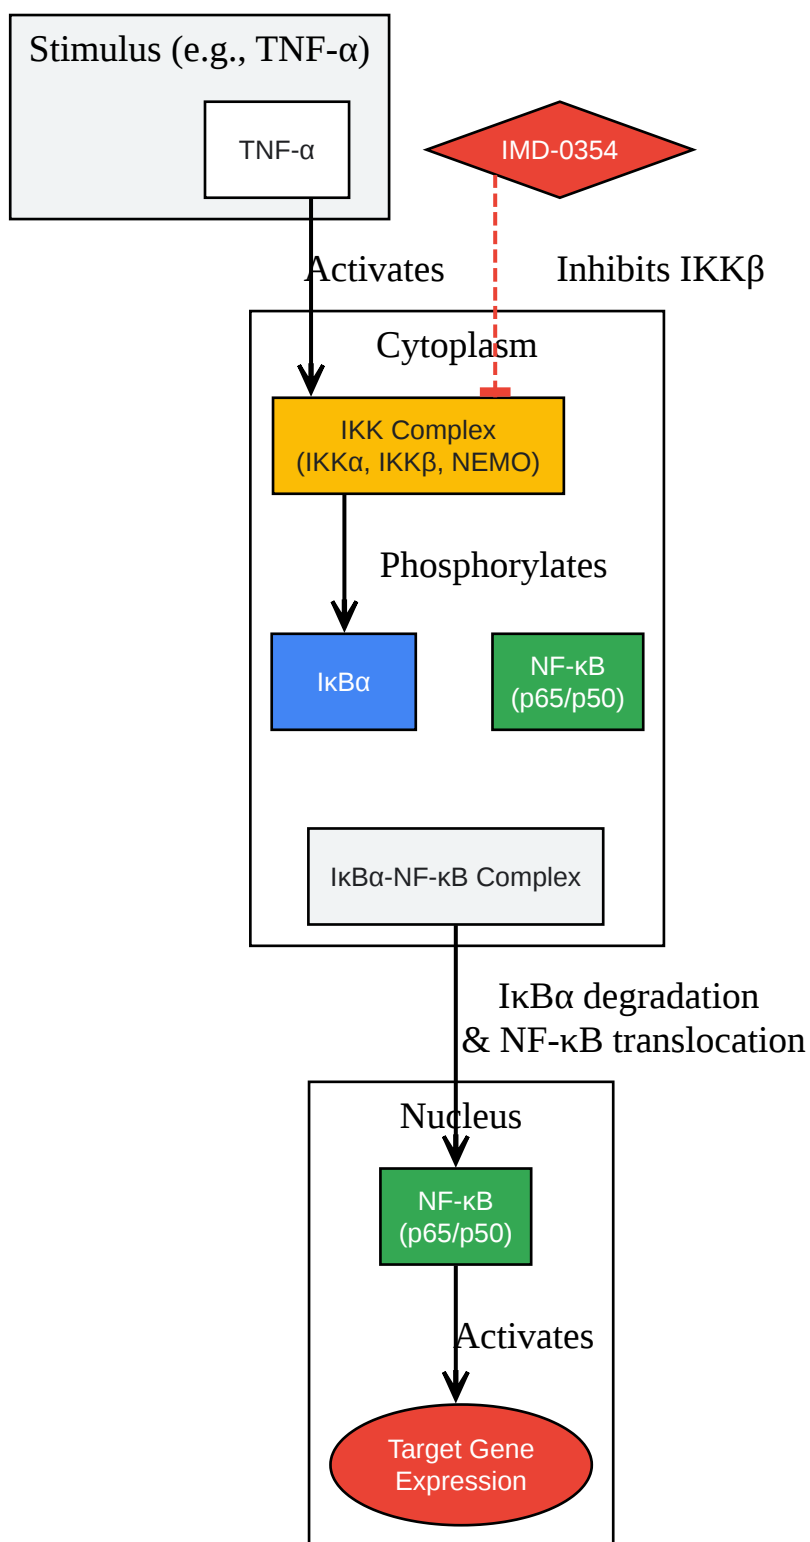 Stimulus (e.g., TNF-α)
TNF-α
IMD-0354
Activates
Inhibits IKKβ
Cytoplasm
IKK Complex
(IKKα, IKKβ, NEMO)
Phosphorylates
IκBα
NF-κB
(p65/p50)
IκBα-NF-κB Complex
IκBα degradation
& NF-κB translocation
Nucleus
NF-κB
(p65/p50)
Activates
Target Gene
Expression